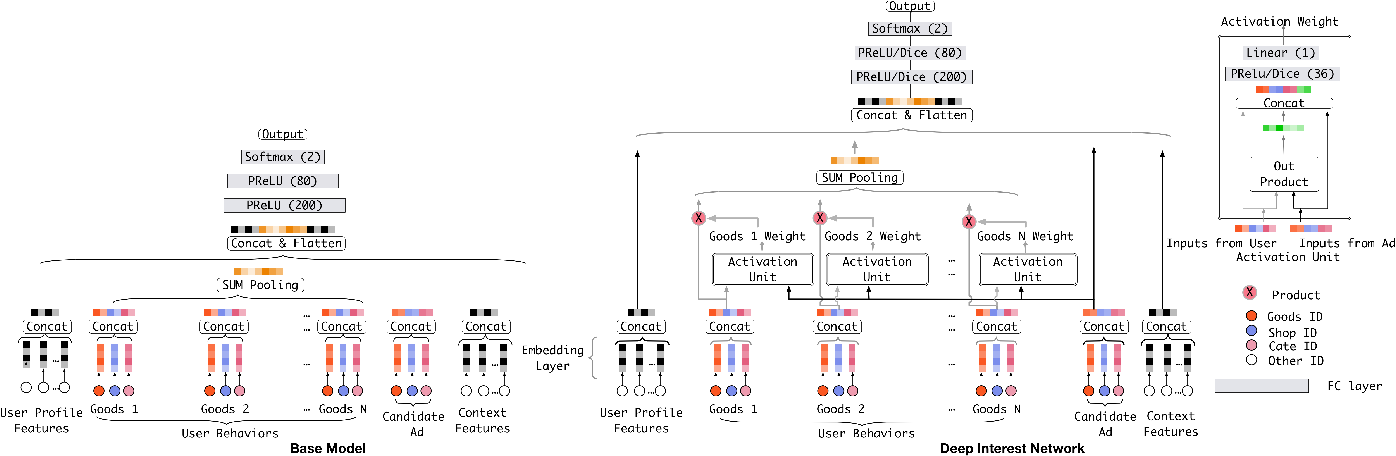 Output
Softmax (2)
PReLU (80)
PReLU (200)
Concat & Flatten
SUM Pooling
Concat Concat Concat ... Concat Concat Concat
... ... ... ...
User Profile Features
Goods 1 Goods 2 ... Goods N
User Behaviors
Candidate Ad
Context Features
Base Model
Embedding Layer
Output
Softmax (2)
PReLU/Dice (80)
PReLU/Dice (200)
Concat & Flatten
SUM Pooling
X X X
Goods 1 Weight Goods 2 Weight Goods N Weight
Activation Unit Activation Unit ... Activation Unit
...
Concat Concat Concat ... Concat Concat Concat
... ... ...
User Profile Features
Goods 1 Goods 2 ... Goods N
User Behaviors
Candidate Ad
Context Features
Deep Interest Network
Activation Weight
Linear (1)
PRelu/Dice (36)
Concat
Out Product
Inputs from User Inputs from Ad
Activation Unit
X Product
Goods ID
Shop ID
Cate ID
Other ID
FC layer